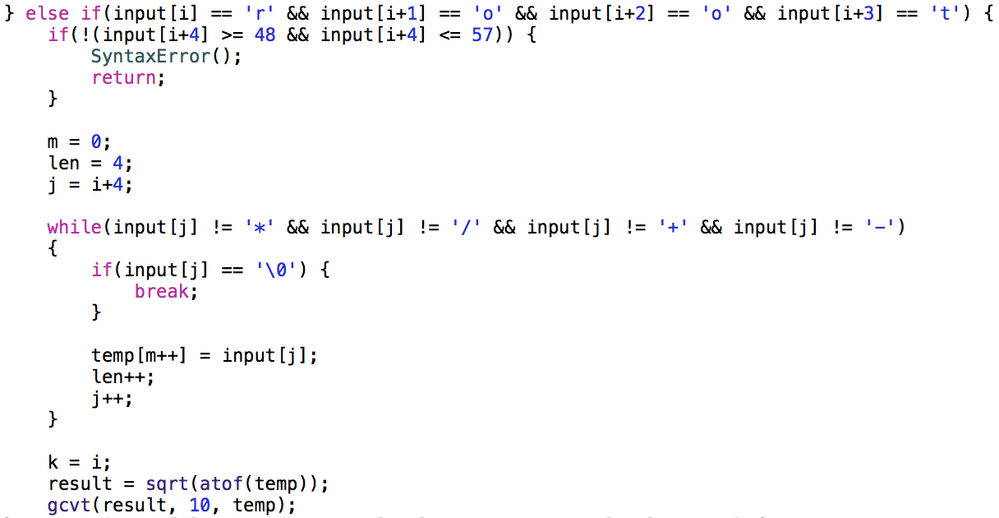 } else if(input[i] == 'r' && input[i+1] == 'o' && input[i+2] == 'o' && input[i+3] == 't') {
    if(!(input[i+4] >= 48 && input[i+4] <= 57)) {
        SyntaxError();
        return;
    }

    m = 0;
    len = 4;
    j = i+4;

    while(input[j] != '*' && input[j] != '/' && input[j] != '+' && input[j] != '-')
    {
        if(input[j] == '\0') {
            break;
        }

        temp[m++] = input[j];
        len++;
        j++;
    }

    k = i;
    result = sqrt(atof(temp));
    gcvt(result, 10, temp);